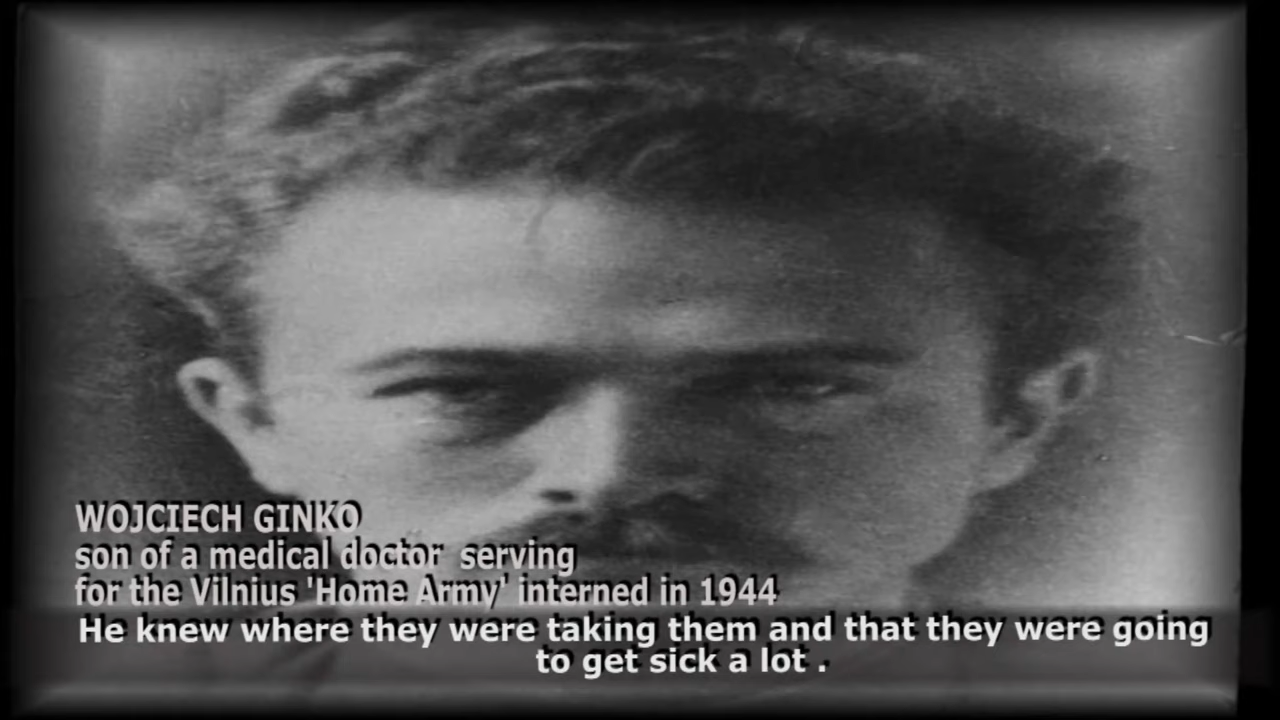 WOJCIECH GINKO
son of a medical doctor serving
for the Vilnius 'Home Army' interned in 1944
He knew where they were taking them and that they were going
to get sick a lot .